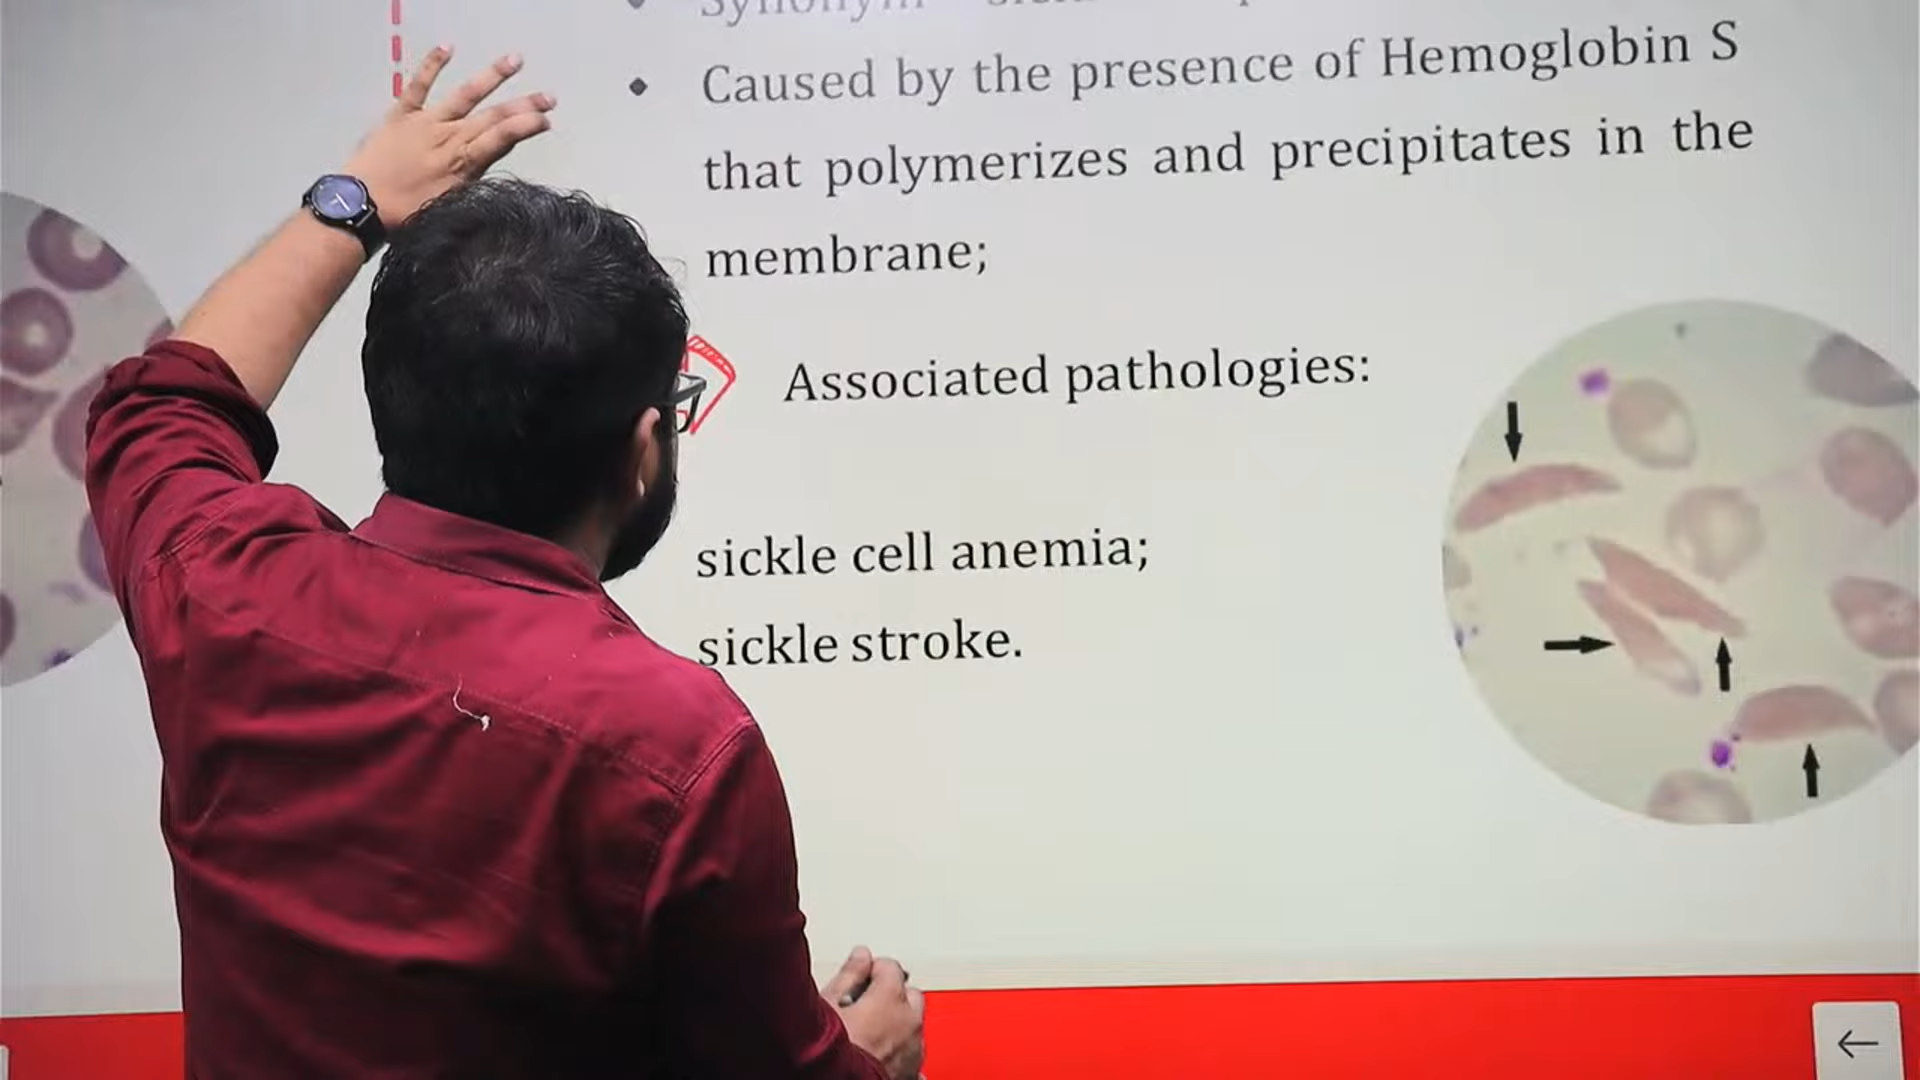 Synonym
Caused by the presence of Hemoglobin S
that polymerizes and precipitates in the
membrane;
Associated pathologies:
sickle cell anemia;
sickle stroke.